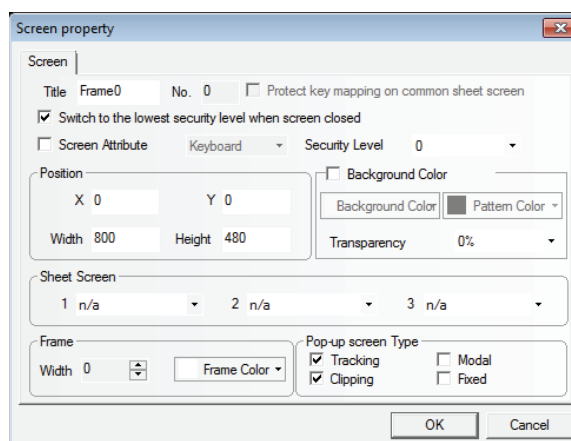 Screen property
Screen
Title Frame0 No. 0 Protect key mapping on common sheet screen
Switch to the lowest security level when screen closed
Screen Attribute Keyboard Security Level 0
Position Background Color
X 0 Y 0 Background Color Pattern Color
Width 800 Height 480 Transparency 0%
Sheet Screen
1 n/a 2 n/a 3 n/a
Frame Pop-up screen Type
Width 0 Frame Color Tracking Modal
Clipping Fixed
OK Cancel